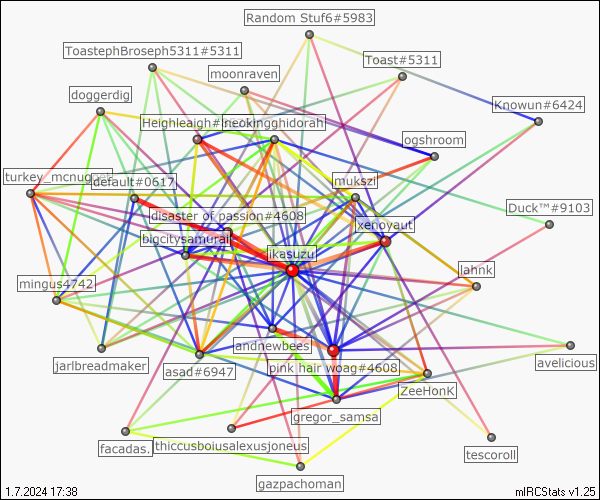 Random Stuf6#5983
ToastephBroseph5311#5311
Toast#5311
moonraven
doggerdig
Knowun#6424
Heighleaigh#
neokingghidorah
ogshroom
turkey_mcnugget
default#0617
mukszi
Duck™#9103
disaster of passion#4608
xenoyaut
bigcitysamurai
ikasuzu
lahnk
mingus4742
andnewbees
avelicious
jarlbreadmaker
asad#6947
pink hair woag#4608
ZeeHonK
gregor_samsa
facadas.
thiccusboiusalexusjoneus
tescoroll
gazpachoman
1.7.2024 17:38
mIRCStats v1.25